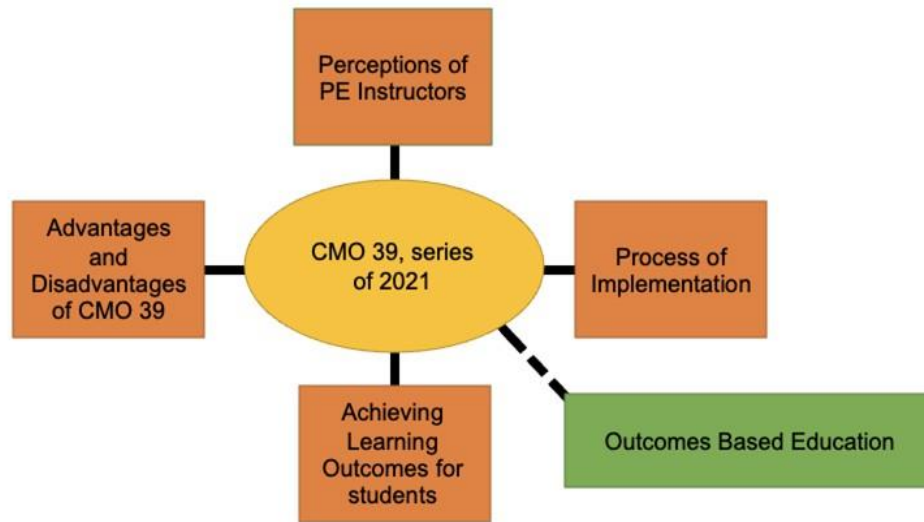 Perceptions of
PE Instructors
Advantages
and
Disadvantages
of CMO 39
CMO 39, series
of 2021
Process of
Implementation
Achieving
Learning
Outcomes for
students
Outcomes Based Education